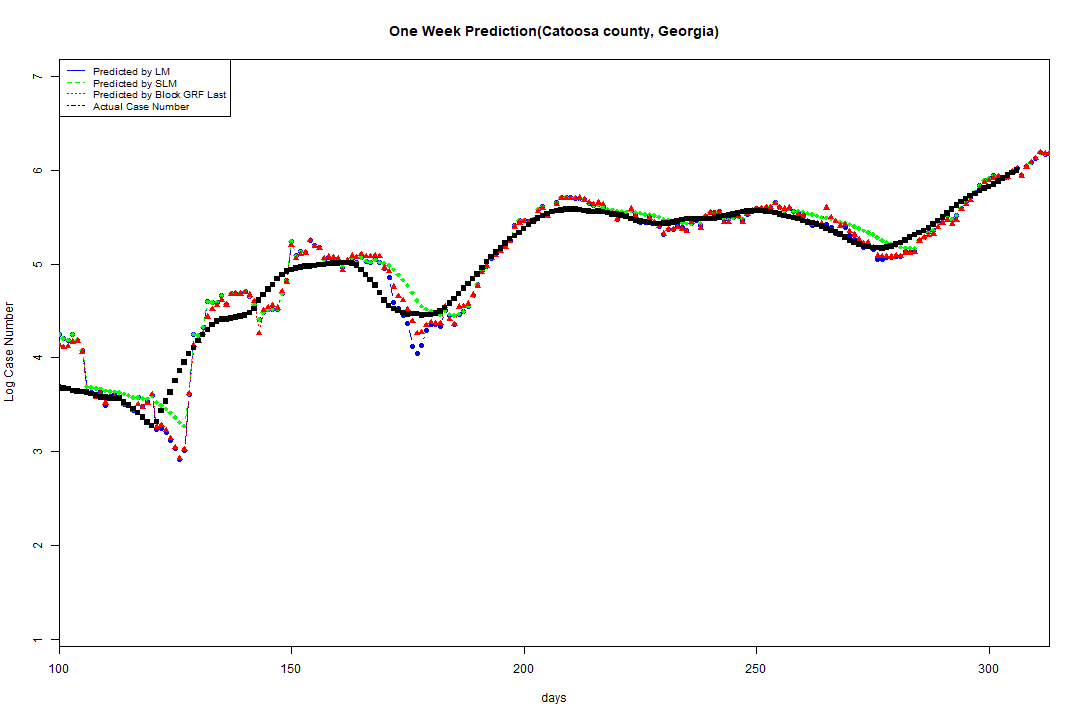 One Week Prediction(Catoosa county, Georgia)
Predicted by LM
Predicted by SLM
Predicted by Block GRF Last
Actual Case Number
7
6
5
4
3
2
1
Log Case Number
100 150 200 250 300
days